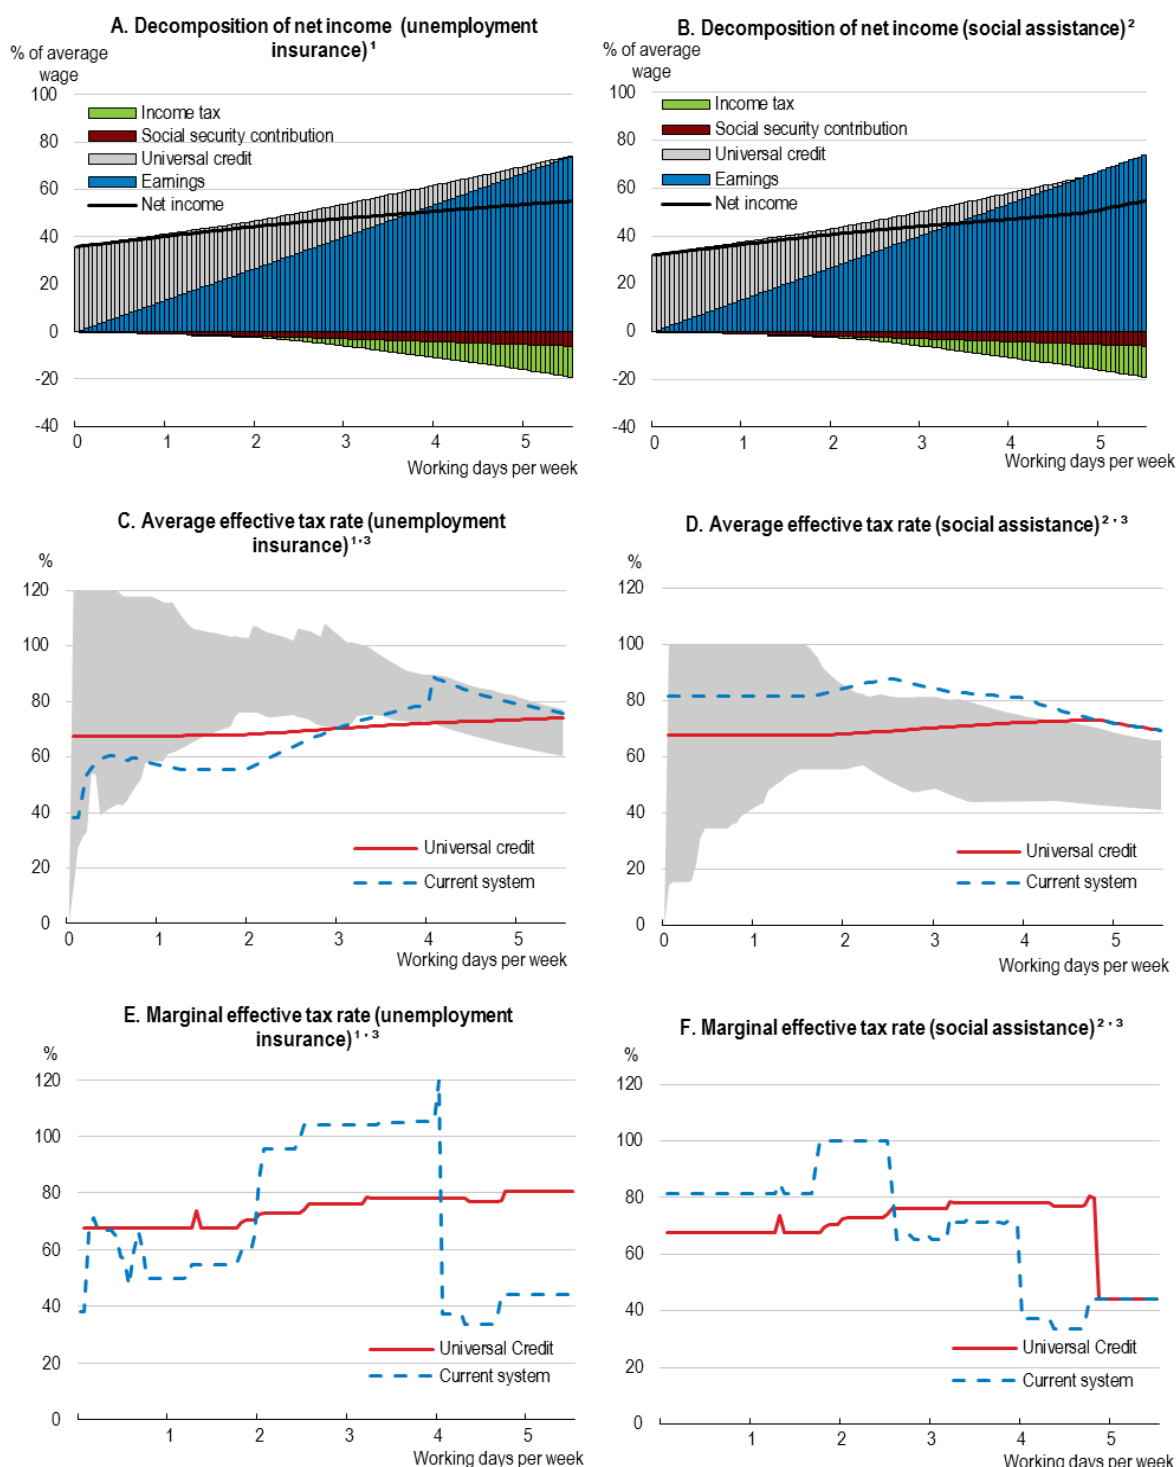 A. Decomposition of net income (unemployment
insurance)¹
% of average
wage
100
80
60
40
20
0
-20
-40
Income tax
Social security contribution
Universal credit
Earnings
Net income
0 1 2 3 4 5
Working days per week
B. Decomposition of net income (social assistance)²
% of average
wage
100
80
60
40
20
0
-20
-40
Income tax
Social security contribution
Universal credit
Earnings
Net income
0 1 2 3 4 5
Working days per week
C. Average effective tax rate (unemployment
insurance)¹·³
%
120
100
80
60
40
20
0
Universal credit
Current system
0 1 2 3 4 5
Working days per week
D. Average effective tax rate (social assistance)²·³
%
120
100
80
60
40
20
0
Universal credit
Current system
0 1 2 3 4 5
Working days per week
E. Marginal effective tax rate (unemployment
insurance)¹·³
%
120
100
80
60
40
20
0
Universal Credit
Current system
1 2 3 4 5
Working days per week
F. Marginal effective tax rate (social assistance)²·³
%
120
100
80
60
40
20
0
Universal Credit
Current system
1 2 3 4 5
Working days per week